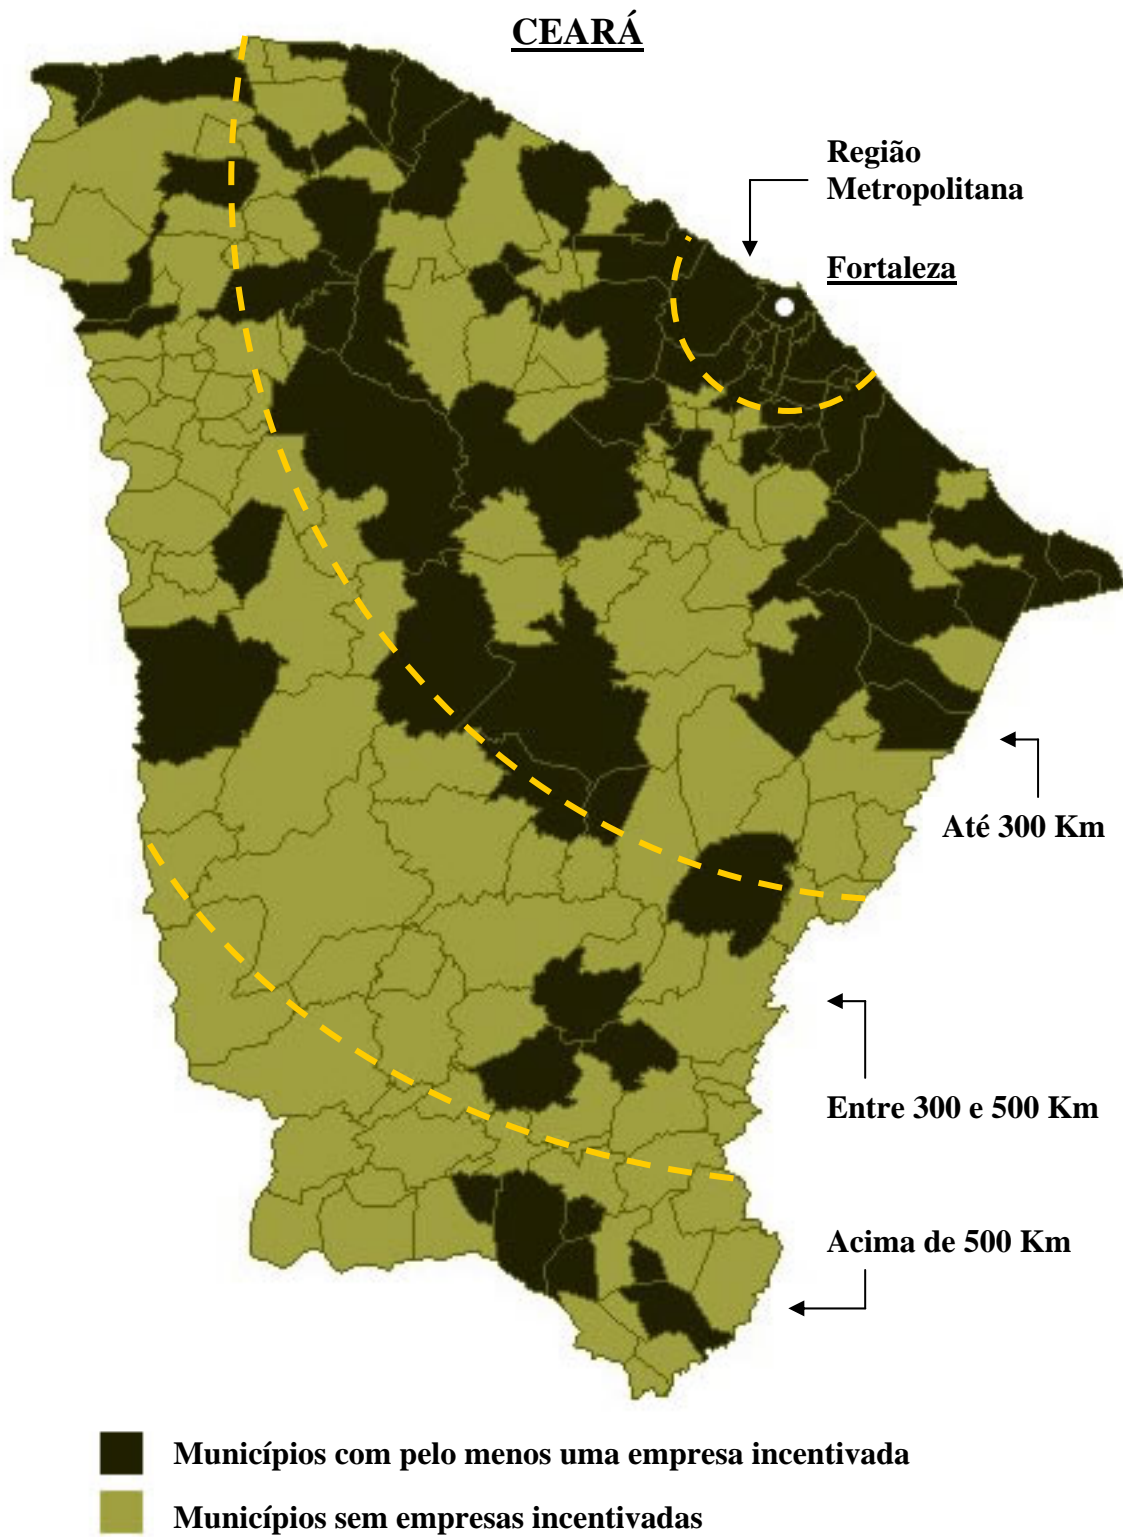 CEARÁ
Região
Metropolitana
Fortaleza
Até 300 Km
Entre 300 e 500 Km
Acima de 500 Km
Municípios com pelo menos uma empresa incentivada
Municípios sem empresas incentivadas